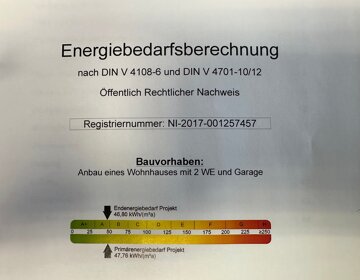 Energiebedarfsberechnung
nach DIN V 4108-6 und DIN V 4701-10/12
Öffentlich Rechtlicher Nachweis
Registriernummer: NI-2017-001257457
Bauvorhaben:
Anbau eines Wohnhauses mit 2 WE und Garage
Endenergiebedarf Projekt
46,80 kWh/(m²a)
A+ A B C D E F G H
0 25 50 75 100 125 150 175 200 225 ≥250
Primärenergiebedarf Projekt
47,76 kWh/(m²a)